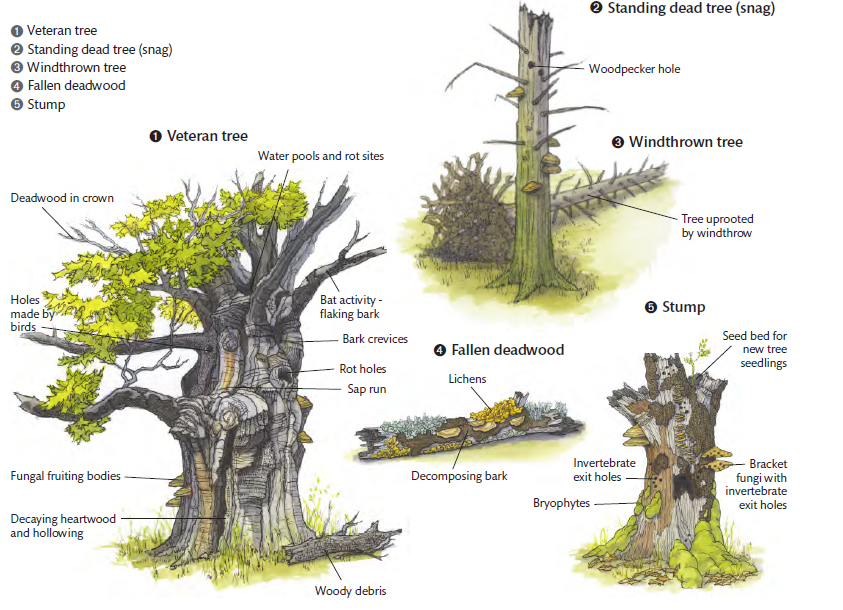 ❶ Veteran tree
❷ Standing dead tree (snag)
❸ Windthrown tree
❹ Fallen deadwood
❺ Stump
❶ Veteran tree
Water pools and rot sites
Deadwood in crown
Holes
made by
birds
Bat activity -
flaking bark
Bark crevices
Rot holes
Sap run
Fungal fruiting bodies
Decaying heartwood
and hollowing
Woody debris
❷ Standing dead tree (snag)
Woodpecker hole
❸ Windthrown tree
Tree uprooted
by windthrow
❹ Fallen deadwood
Lichens
Decomposing bark
❺ Stump
Seed bed for
new tree
seedlings
Invertebrate
exit holes
Bryophytes
Bracket
fungi with
invertebrate
exit holes